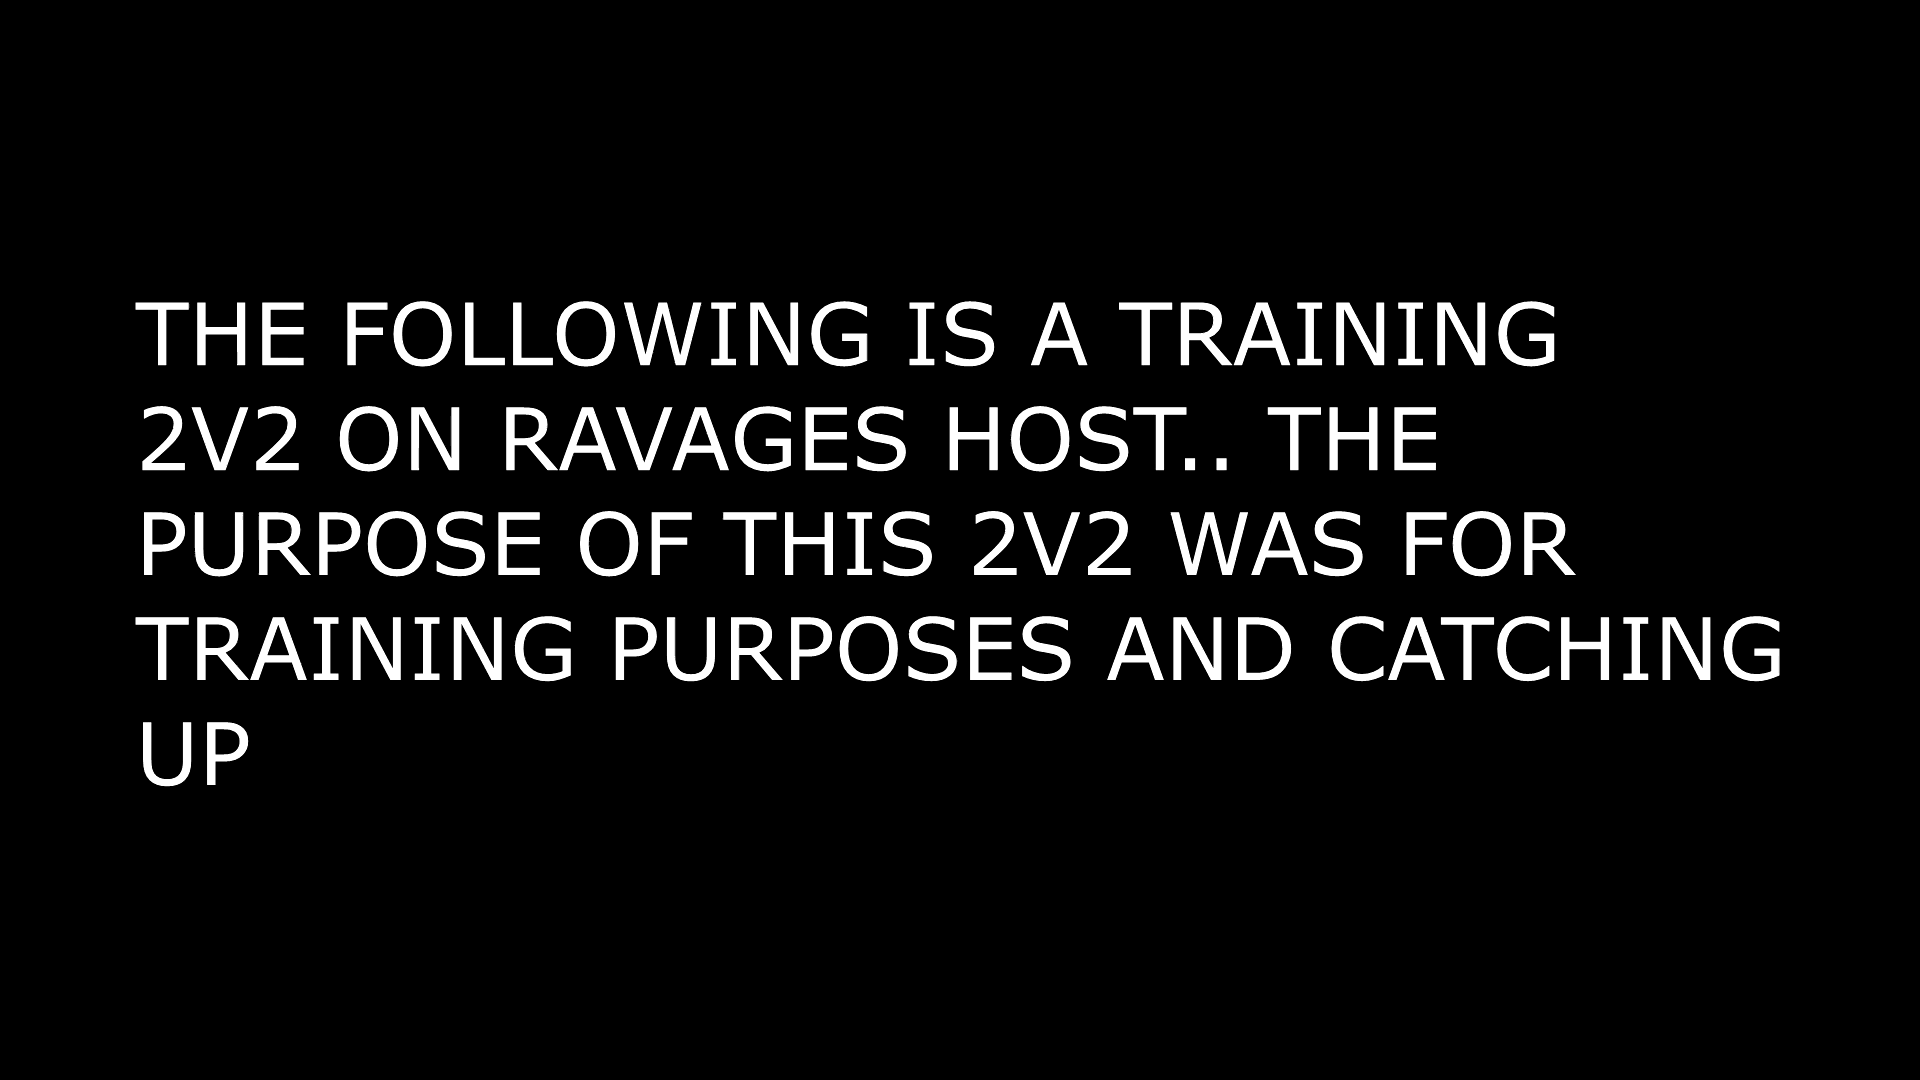 THE FOLLOWING IS A TRAINING
2V2 ON RAVAGES HOST.. THE
PURPOSE OF THIS 2V2 WAS FOR
TRAINING PURPOSES AND CATCHING
UP